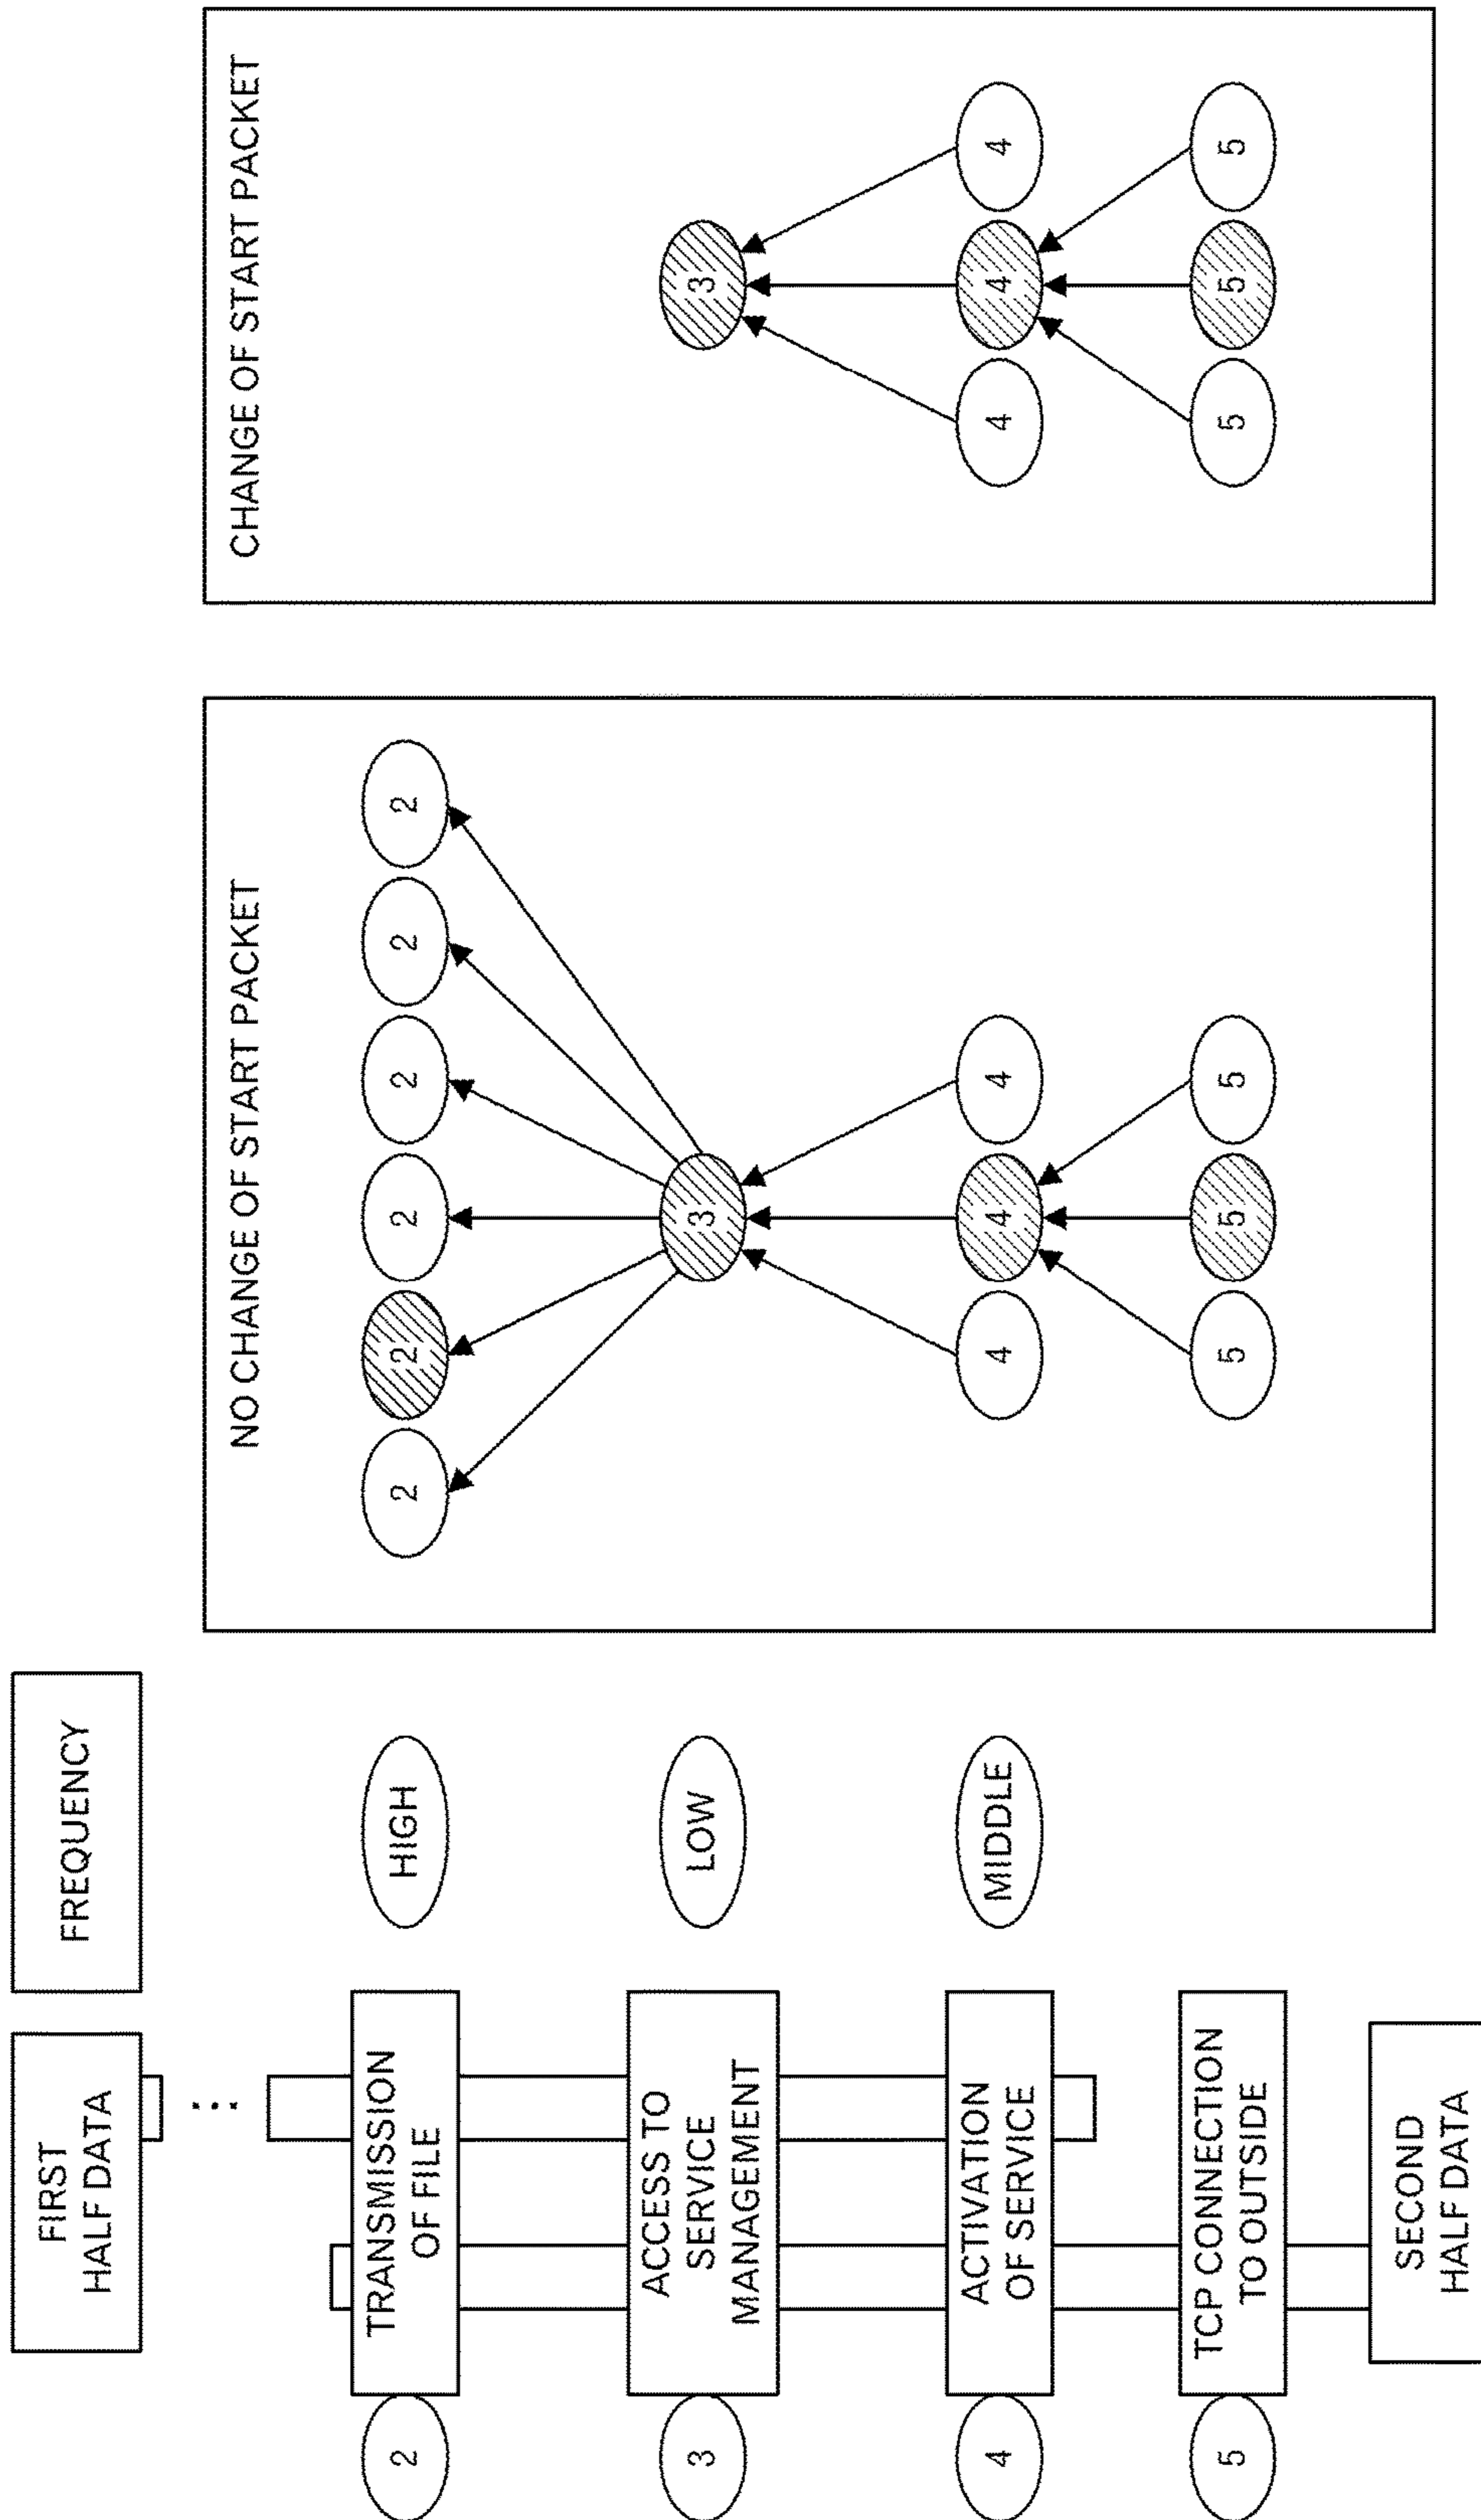 FIRST
HALF DATA
FREQUENCY
2
TRANSMISSION
OF FILE
HIGH
3
ACCESS TO
SERVICE
MANAGEMENT
LOW
4
ACTIVATION
OF SERVICE
MIDDLE
5
TCP CONNECTION
TO OUTSIDE
SECOND
HALF DATA
NO CHANGE OF START PACKET
2 2 2 2 2 2
3
4 4 4
5 5 5
CHANGE OF START PACKET
3
4 4 4
5 5 5